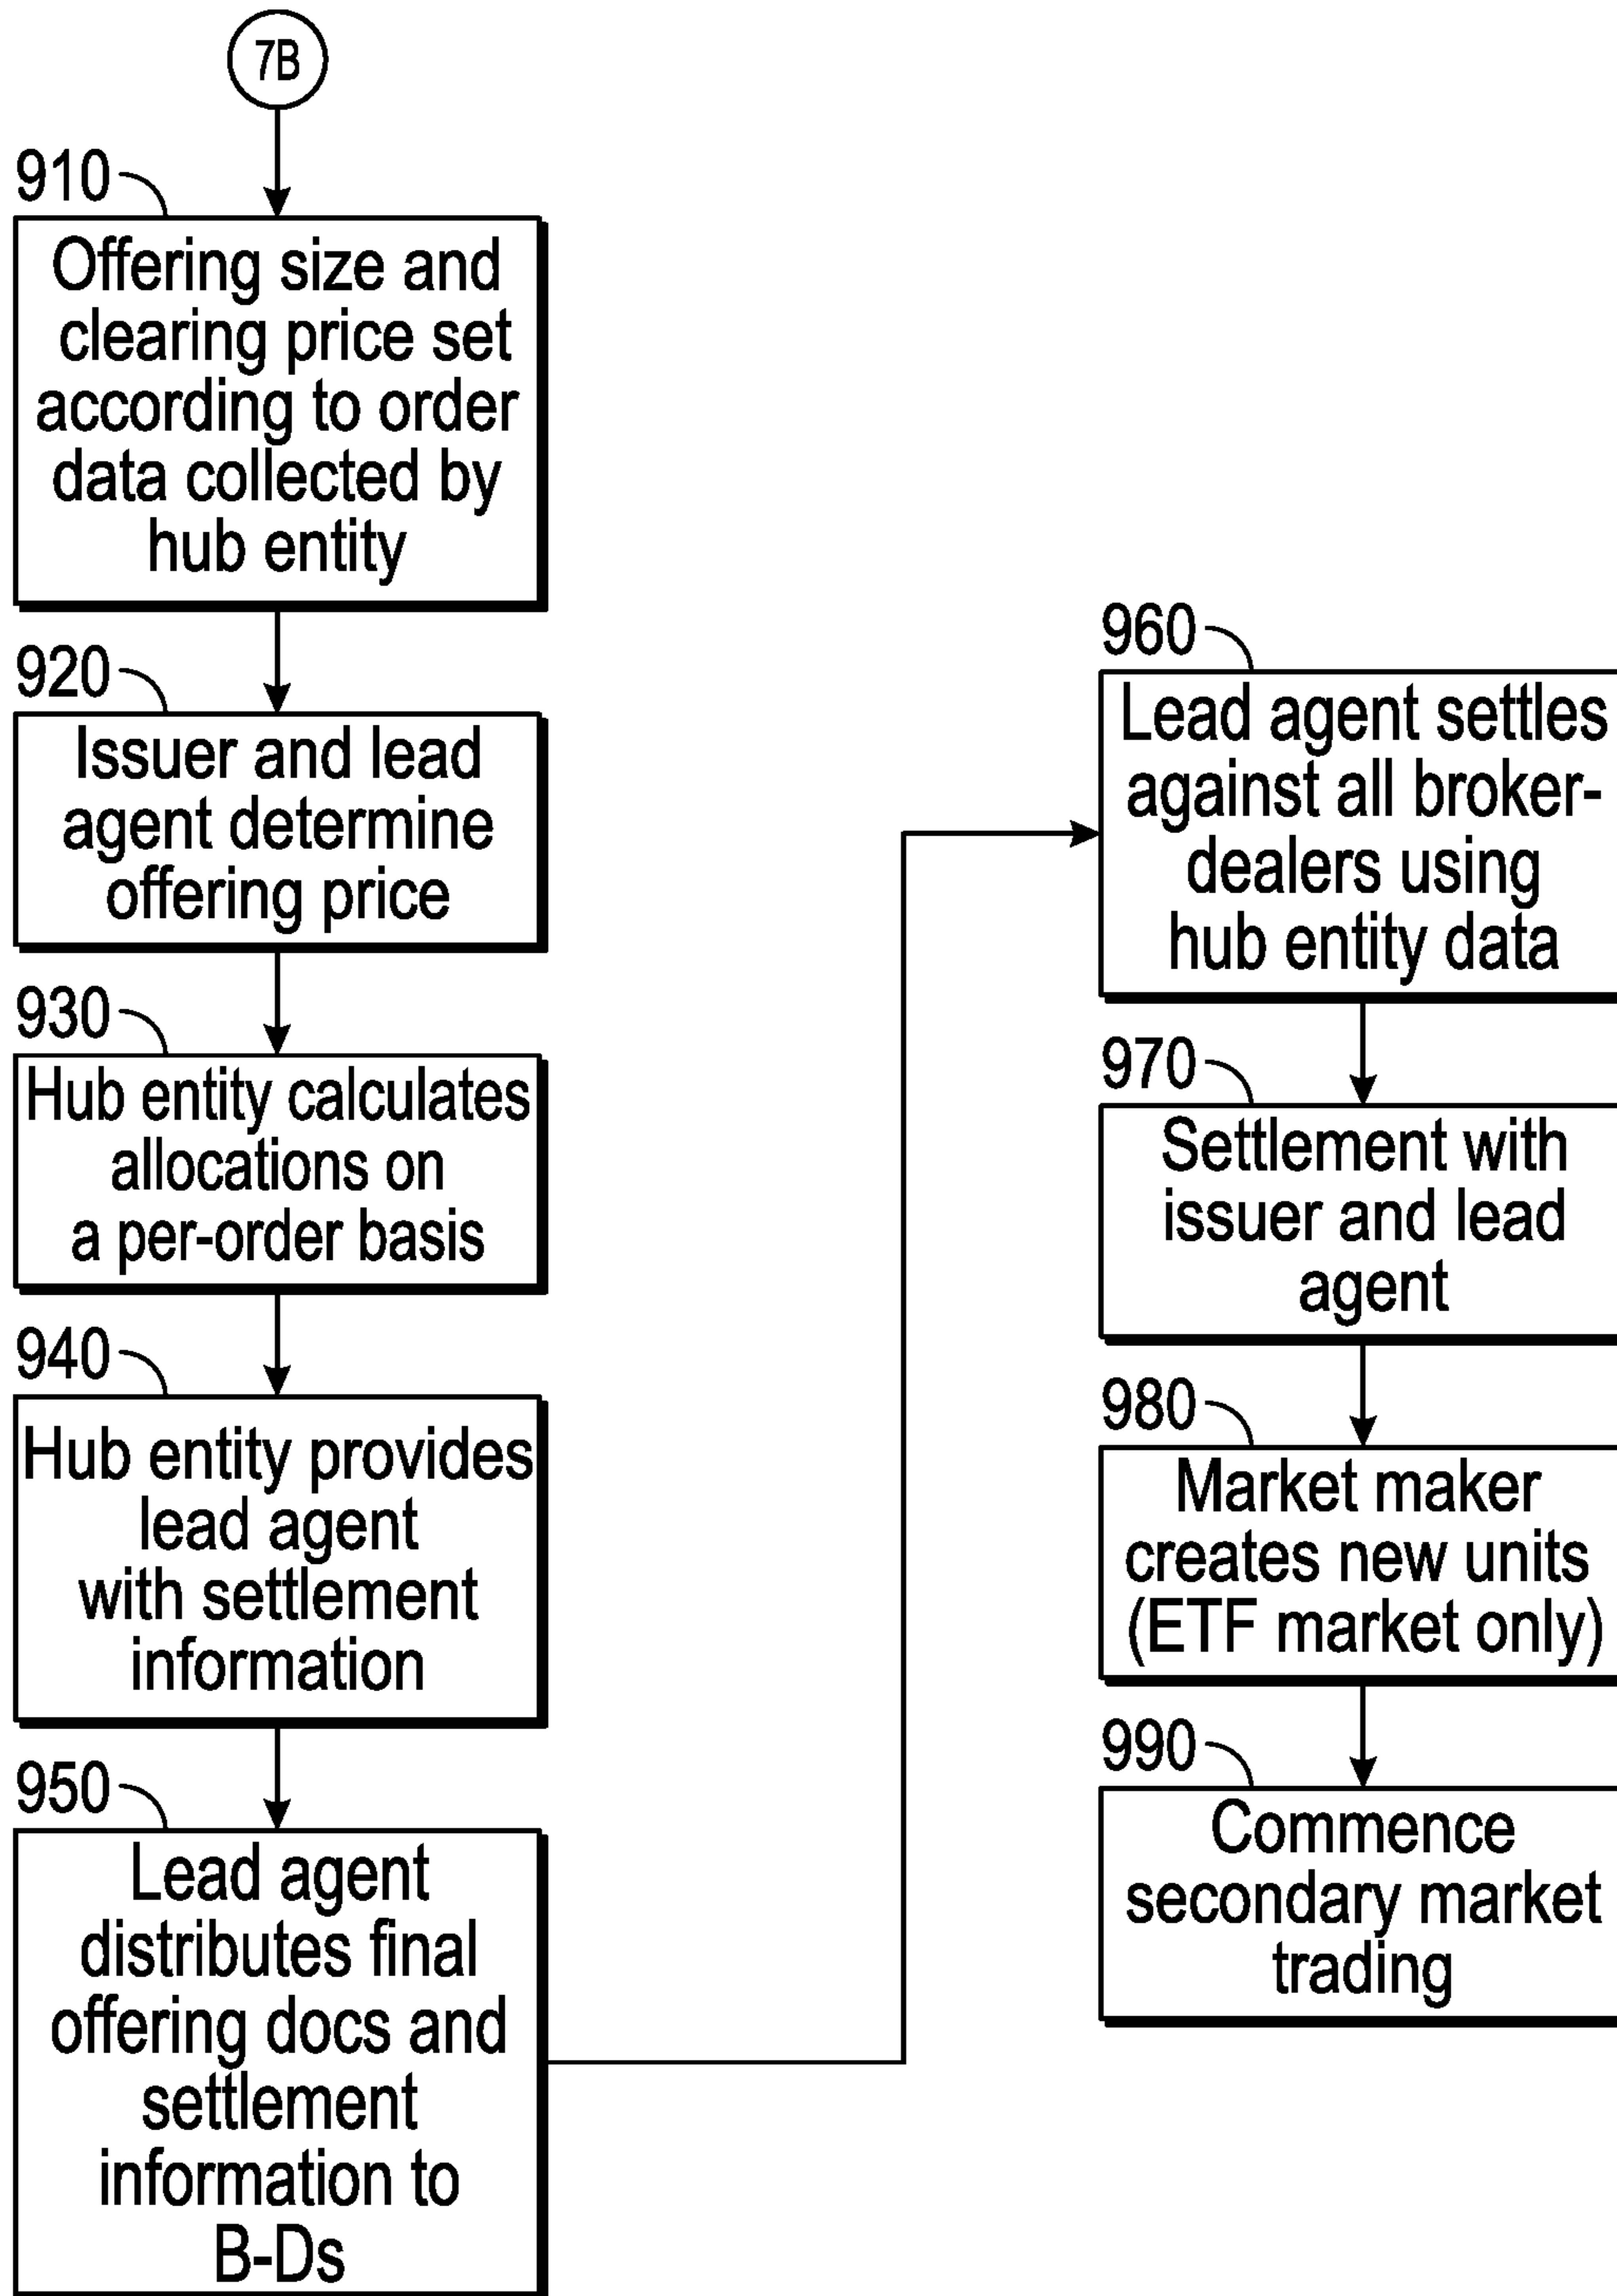 7B
910
Offering size and
clearing price set
according to order
data collected by
hub entity
920
Issuer and lead
agent determine
offering price
930
Hub entity calculates
allocations on
a per-order basis
940
Hub entity provides
lead agent
with settlement
information
950
Lead agent
distributes final
offering docs and
settlement
information to
B-Ds
960
Lead agent settles
against all broker-
dealers using
hub entity data
970
Settlement with
issuer and lead
agent
980
Market maker
creates new units
(ETF market only)
990
Commence
secondary market
trading